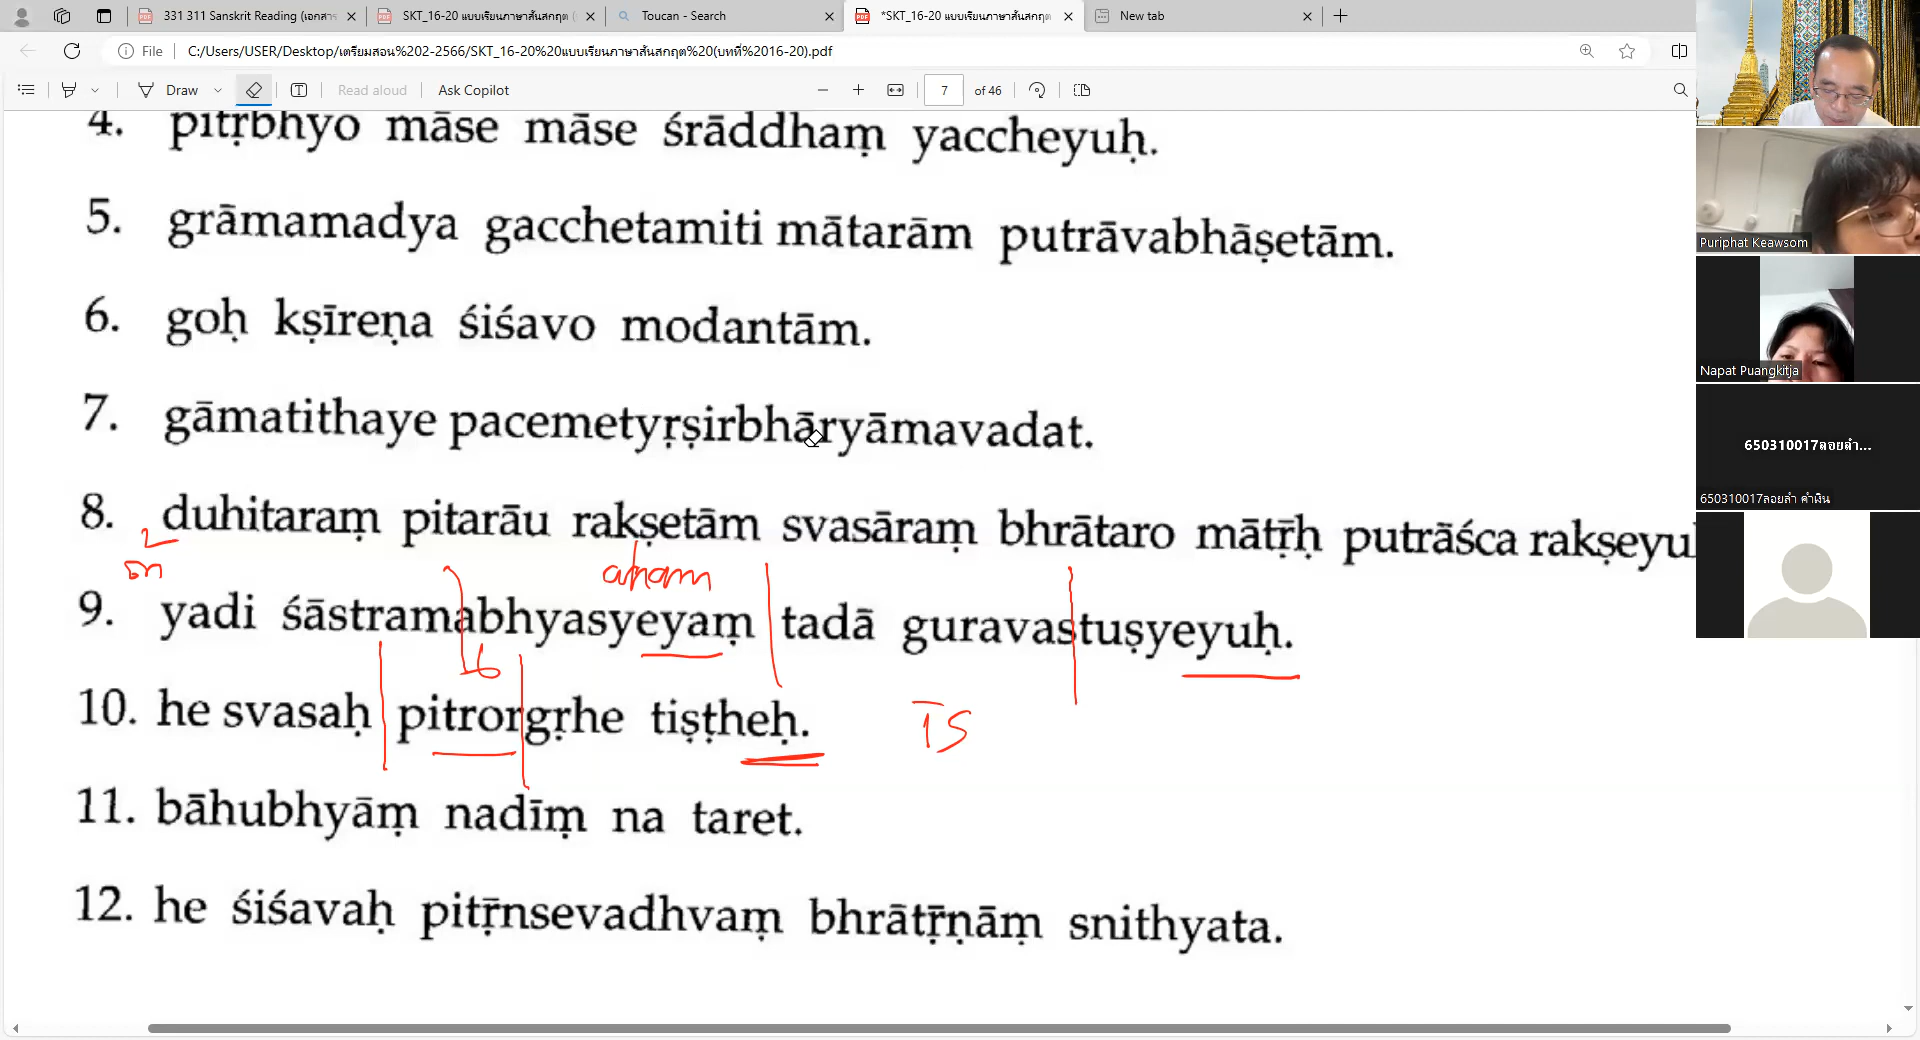 331 311 Sanskrit Reading (เอกสาร
SKT_16-20 แบบเรียนภาษาสันสกฤต (
Toucan - Search
*SKT_16-20 แบบเรียนภาษาสันสกฤต
New tab
File C:/Users/USER/Desktop/เตรียมสอน%202-2566/SKT_16-20%20แบบเรียนภาษาสันสกฤต%20(บทที่%2016-20).pdf
Draw Read aloud Ask Copilot 7 of 46
4. pitṛbhyo māse māse śrāddhaṃ yaccheyuḥ.
5. grāmamadya gacchetamiti mātarām putrāvabhāṣetām.
6. goḥ kṣīreṇa śiśavo modantām.
7. gāmatithaye pacemetyṛṣirbhāryāmavadat.
8. duhitaraṃ pitarāu rakṣetām svasāraṃ bhrātaro mātṝḥ putrāśca rakṣeyu
2
aham
9. yadi śāstramabhyasyeyaṃ tadā guravastuṣyeyuḥ.
6
10. he svasaḥ pitrorgṛhe tiṣṭheḥ.
11. bāhubhyāṃ nadīṃ na taret.
12. he śiśavaḥ pitṝnsevadhvaṃ bhrātṝṇāṃ snithyata.
Puriphat Keawsom
Napat Puangkitja
650310017ลอยลำ...
650310017ลอยลำ คำฝน